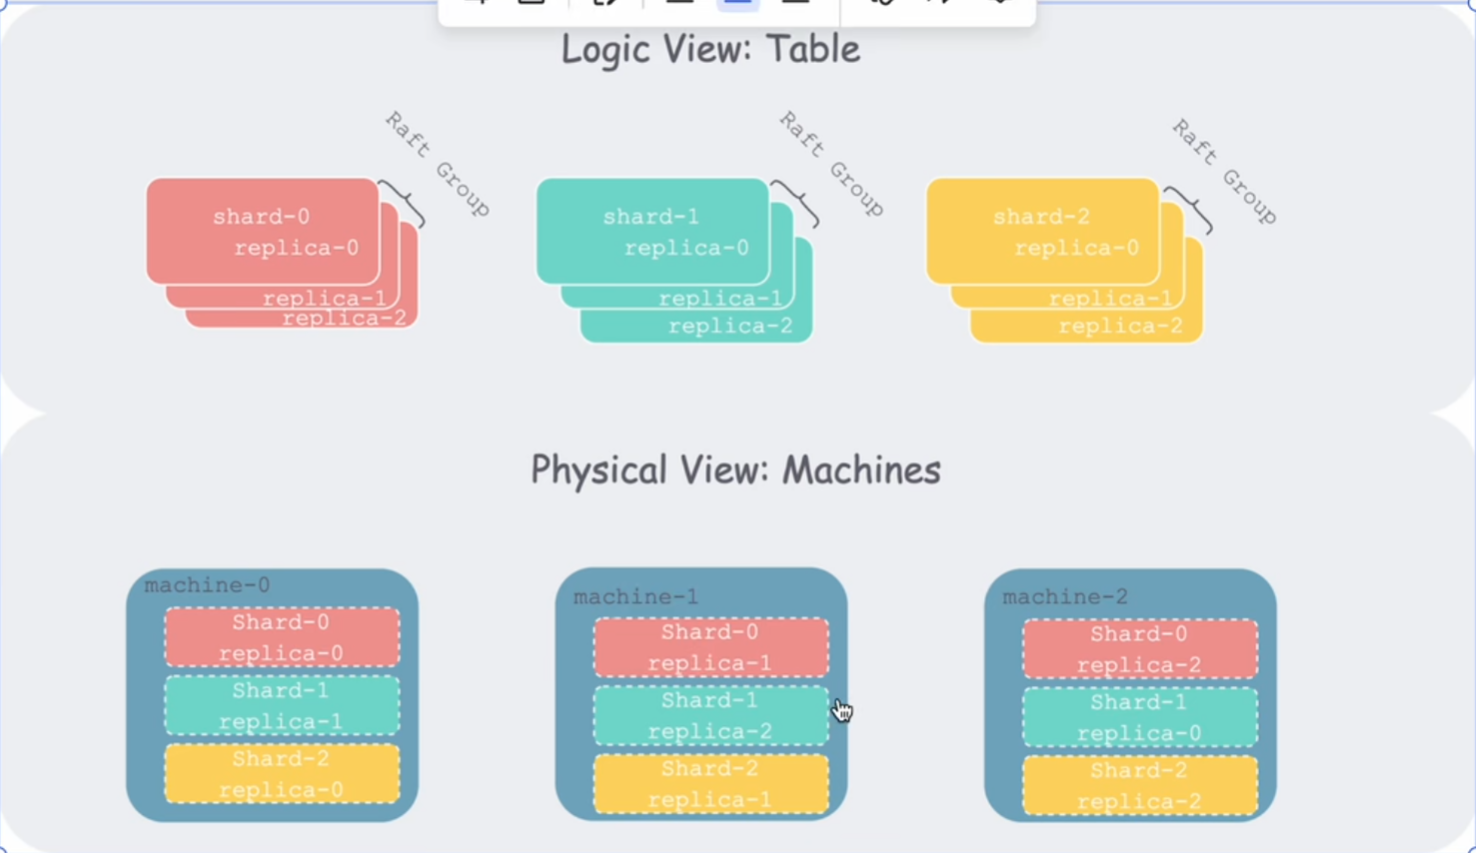 Logic View: Table
Raft Group
Raft Group
Raft Group
shard-0
replica-0
replica-1
replica-2
shard-1
replica-0
replica-1
replica-2
shard-2
replica-0
replica-1
replica-2
Physical View: Machines
machine-0
Shard-0
replica-0
Shard-1
replica-1
Shard-2
replica-0
machine-1
Shard-0
replica-1
Shard-1
replica-2
Shard-2
replica-1
machine-2
Shard-0
replica-2
Shard-1
replica-0
Shard-2
replica-2